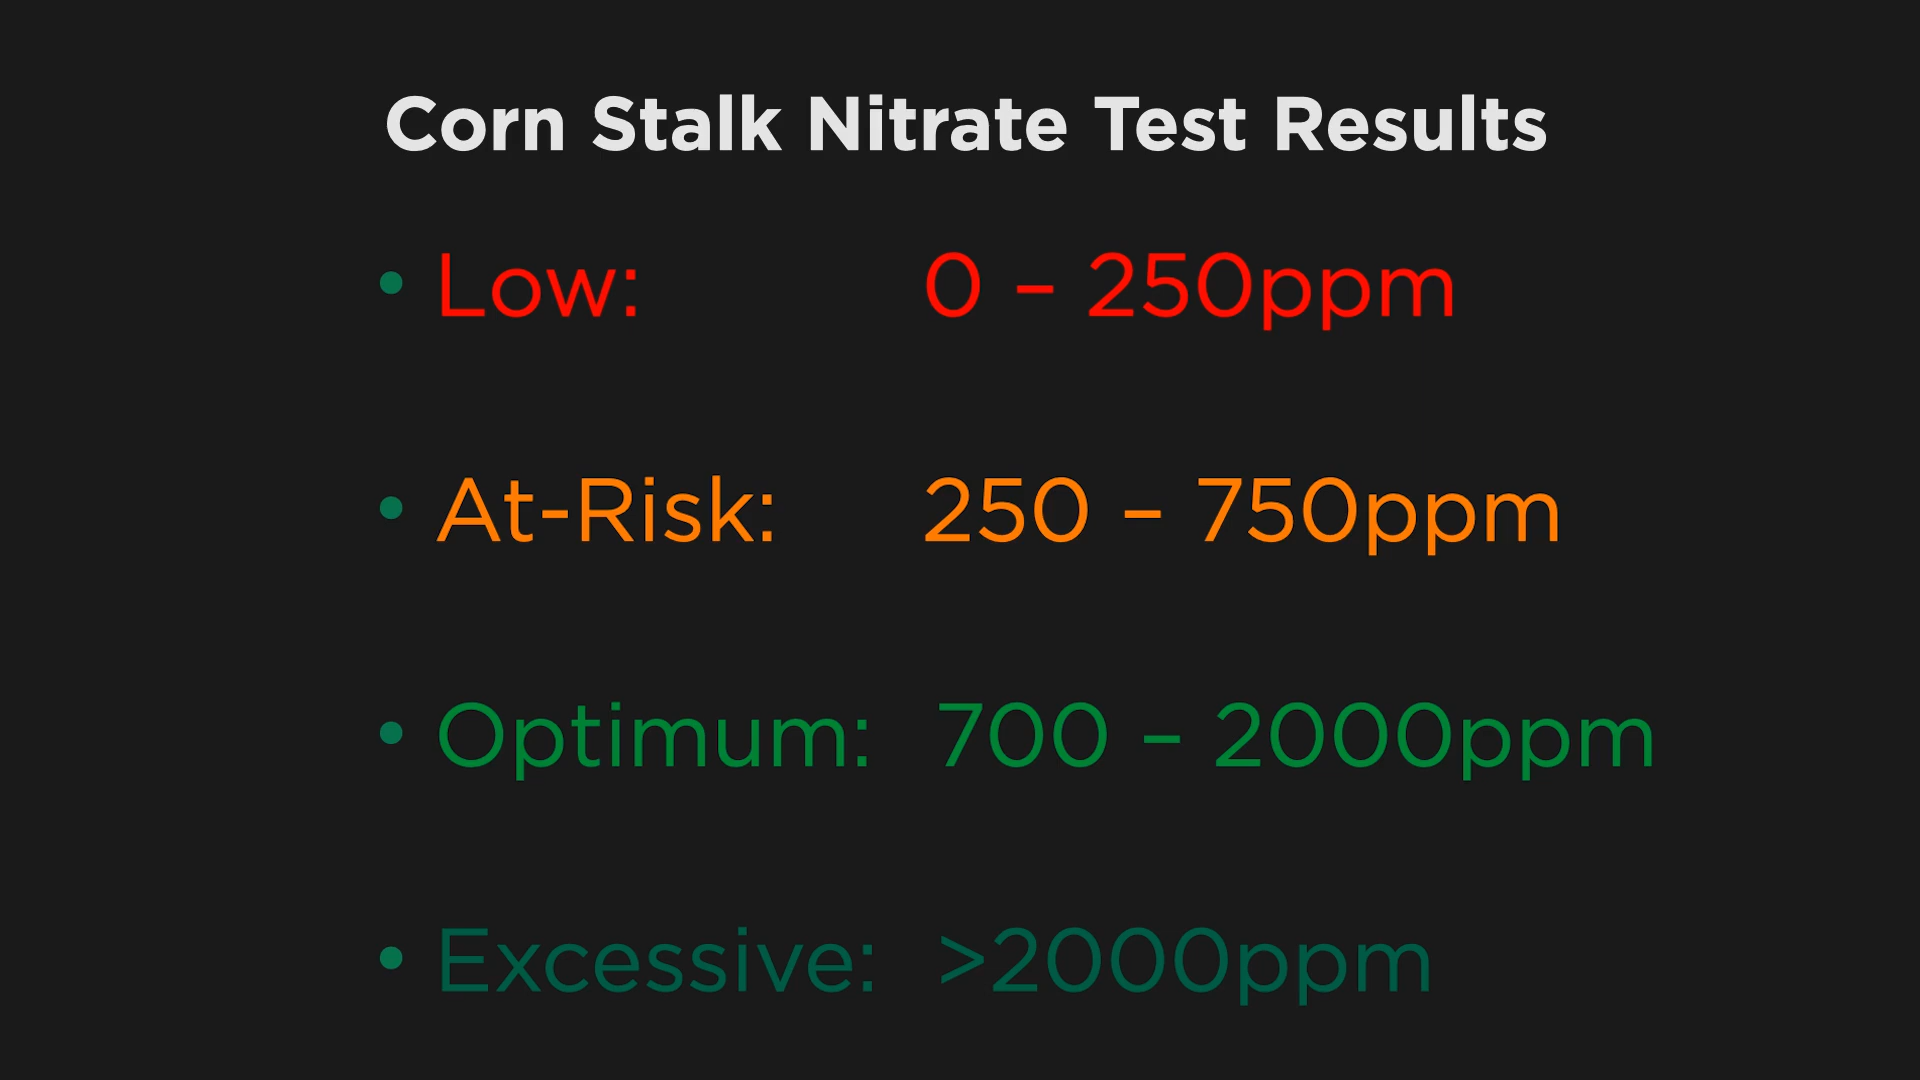 Corn Stalk Nitrate Test Results
• Low: 0 – 250ppm
• At-Risk: 250 – 750ppm
• Optimum: 700 – 2000ppm
• Excessive: >2000ppm